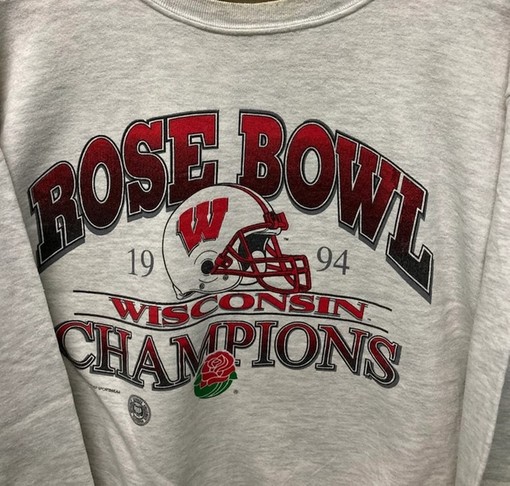 ROSE BOWL
W
19 94
WISCONSIN
CHAMPIONS